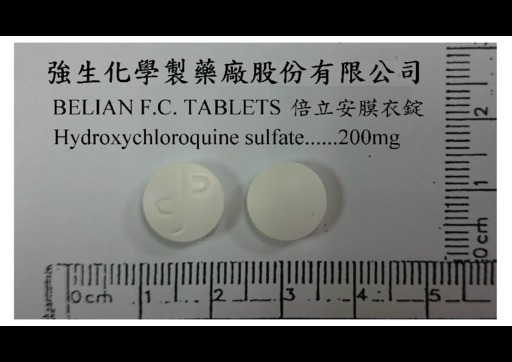 強生化學製藥廠股份有限公司
BELIAN F.C. TABLETS 倍立安膜衣錠
Hydroxychloroquine sulfate......200mg
0cm 1 2
0cm 1 2 3 4 5